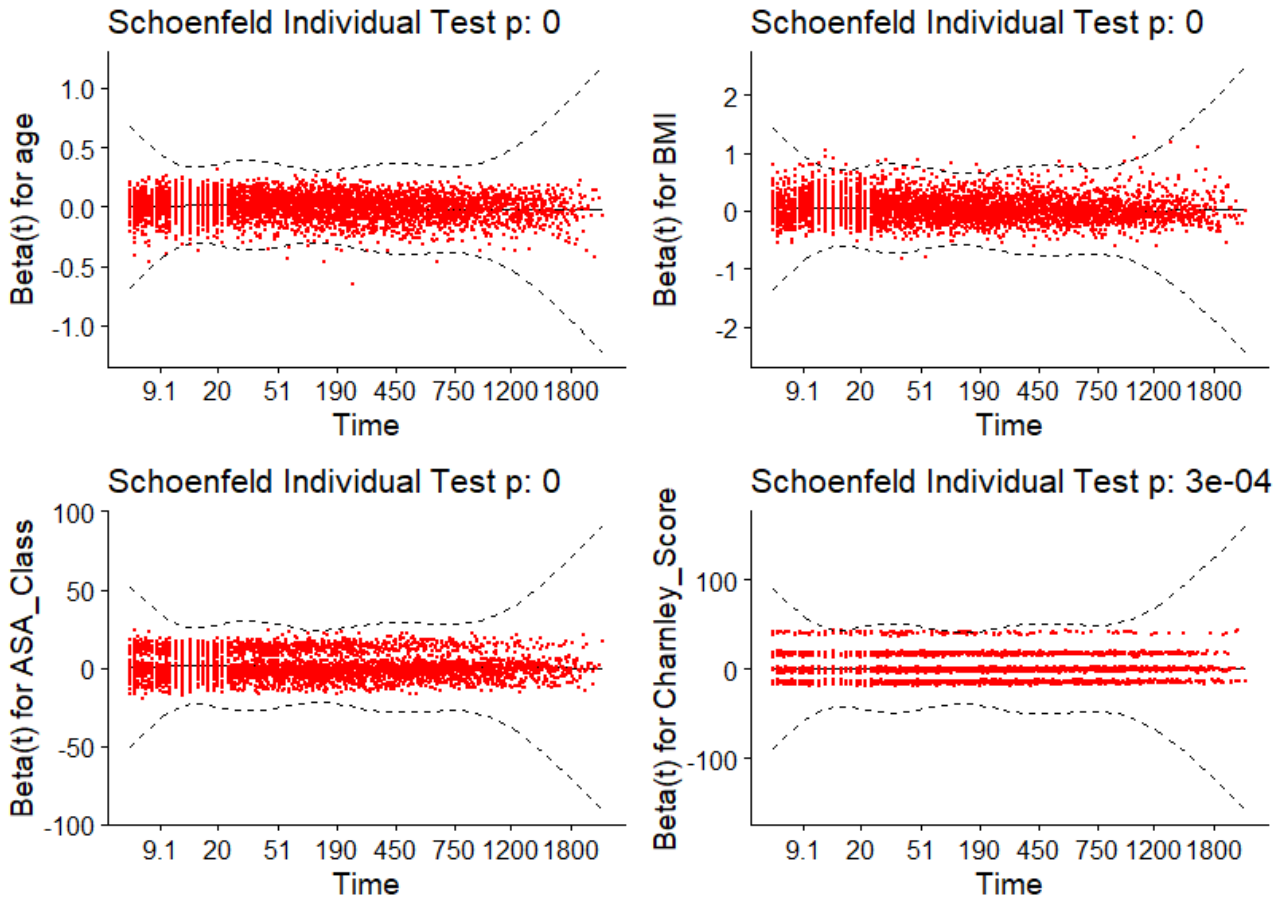 Schoenfeld Individual Test p: 0
Beta(t) for age
1.0
0.5
0.0
-0.5
-1.0
9.1 20 51 190 450 750 1200 1800
Time
Schoenfeld Individual Test p: 0
Beta(t) for BMI
2
1
0
-1
-2
9.1 20 51 190 450 750 1200 1800
Time
Schoenfeld Individual Test p: 0
Beta(t) for ASA_Class
100
50
0
-50
-100
9.1 20 51 190 450 750 1200 1800
Time
Schoenfeld Individual Test p: 3e-04
Beta(t) for Charnley_Score
100
0
-100
9.1 20 51 190 450 750 1200 1800
Time